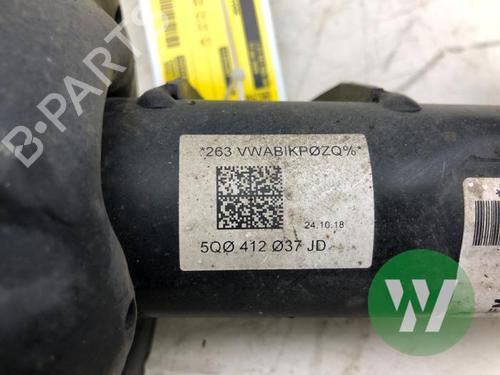 *263 VWABIKPØZQ%*
24.10.18
5QØ 412 Ø37 JD
B-PARTS
W